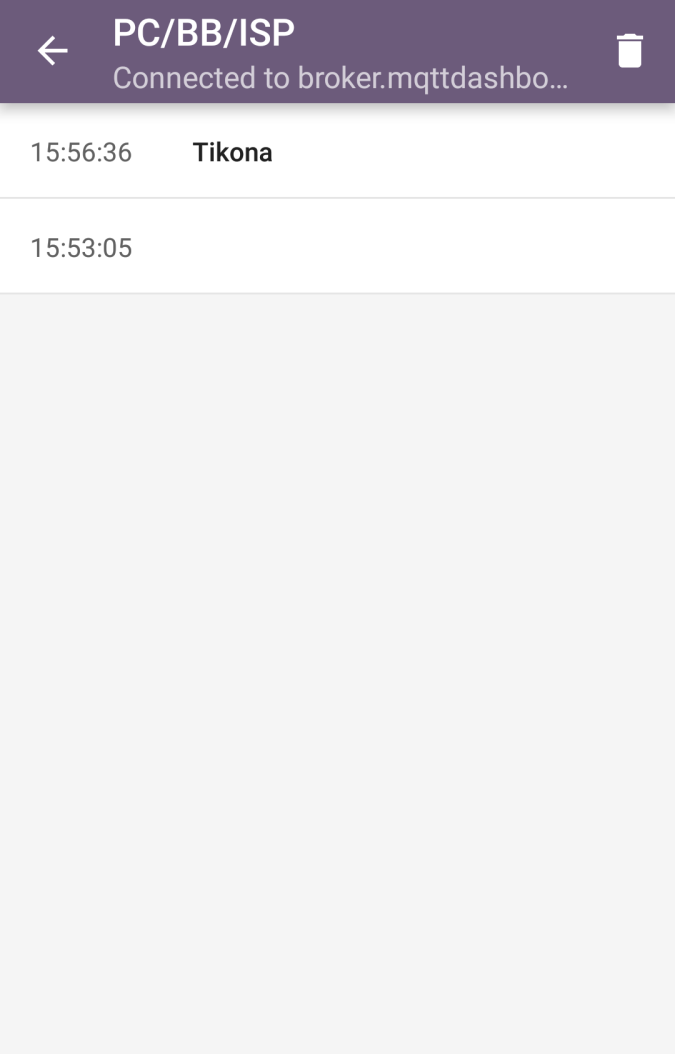 PC/BB/ISP
Connected to broker.mqttdashbo...
15:56:36 Tikona
15:53:05